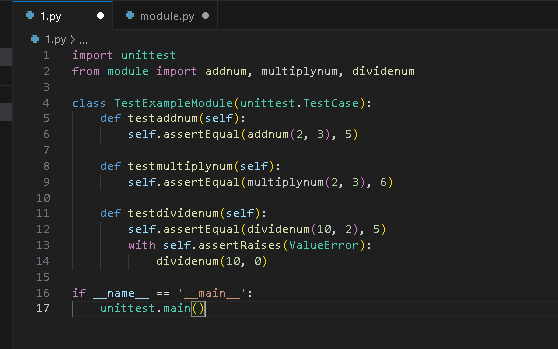 1.py
module.py
1.py > ...
1 import unittest
2 from module import addnum, multiplynum, dividenum
3
4 class TestExampleModule(unittest.TestCase):
5     def testaddnum(self):
6         self.assertEqual(addnum(2, 3), 5)
7
8     def testmultiplynum(self):
9         self.assertEqual(multiplynum(2, 3), 6)
10
11     def testdividenum(self):
12         self.assertEqual(dividenum(10, 2), 5)
13         with self.assertRaises(ValueError):
14             dividenum(10, 0)
15
16 if __name__ == '__main__':
17     unittest.main()